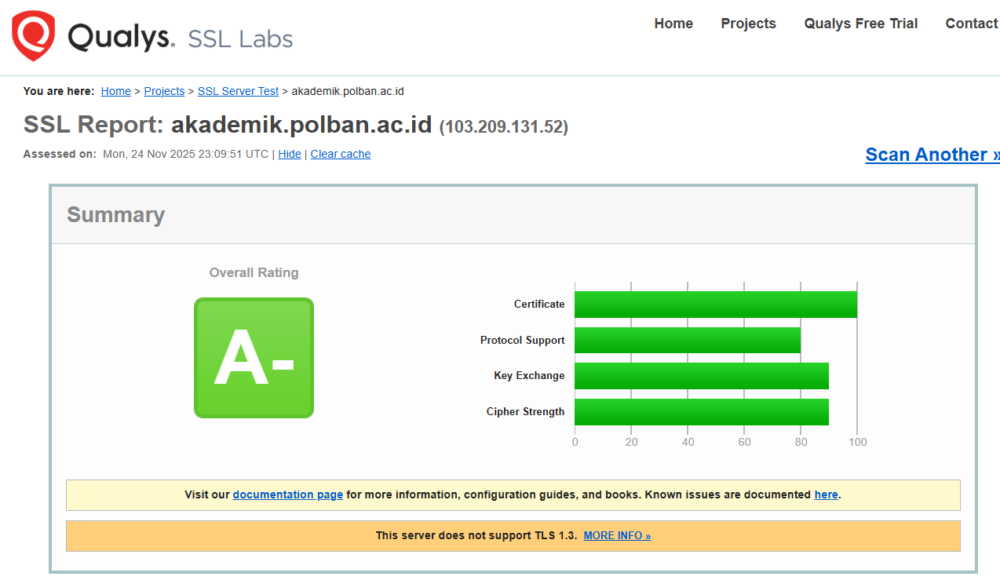 Qualys. SSL Labs
Home Projects Qualys Free Trial Contact
You are here: Home > Projects > SSL Server Test > akademik.polban.ac.id
SSL Report: akademik.polban.ac.id (103.209.131.52)
Assessed on: Mon, 24 Nov 2025 23:09:51 UTC | Hide | Clear cache
Scan Another »
Summary
Overall Rating
A-
Certificate
Protocol Support
Key Exchange
Cipher Strength
0 20 40 60 80 100
Visit our documentation page for more information, configuration guides, and books. Known issues are documented here.
This server does not support TLS 1.3. MORE INFO »